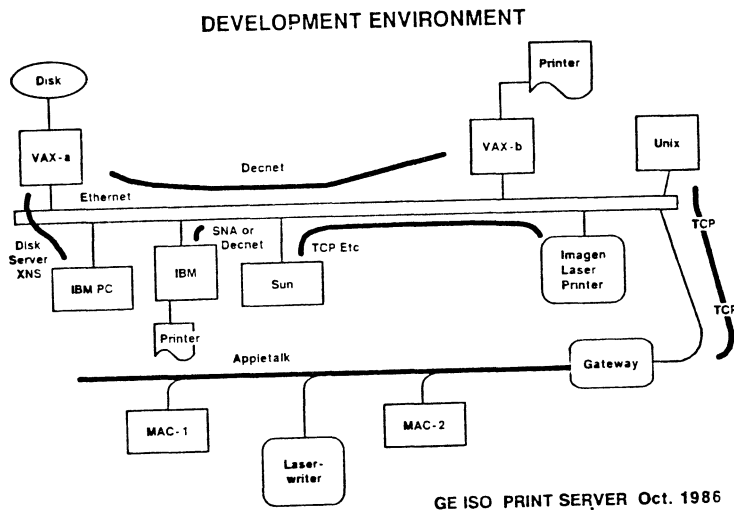 DEVELOPMENT ENVIRONMENT
Disk
Printer
VAX-a
VAX-b
Unix
Decnet
Ethernet
Disk
Server
XNS
SNA or
Decnet
TCP Etc
TCP
IBM PC
IBM
Sun
Imagen
Laser
Printer
TCP
Printer
Appletalk
Gateway
MAC-1
MAC-2
Laser-
writer
GE ISO PRINT SERVER Oct. 1986